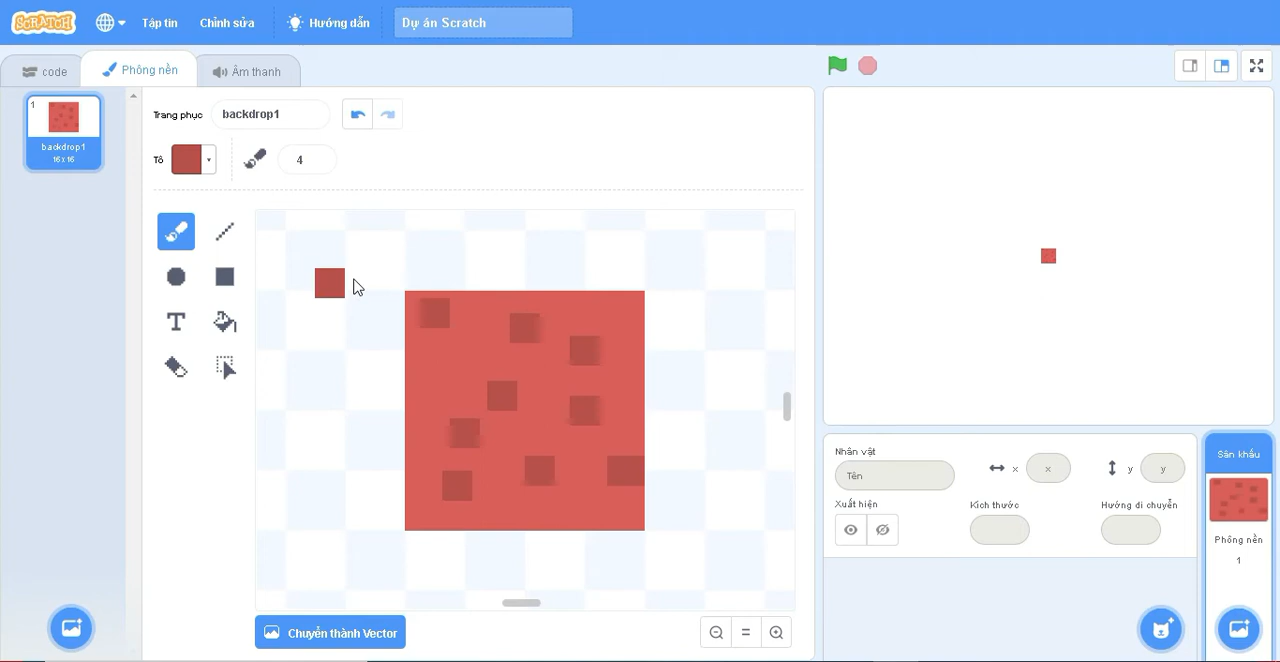 SCRATCH
Tập tin
Chỉnh sửa
Hướng dẫn
Dự án Scratch
code
Phông nền
Âm thanh
1
backdrop1
16 x 16
Trang phục
backdrop1
Tô
4
T
Chuyển thành Vector
Nhân vật
Tên
x
x
y
y
Xuất hiện
Kích thước
Hướng di chuyển
Sân khấu
Phông nền
1